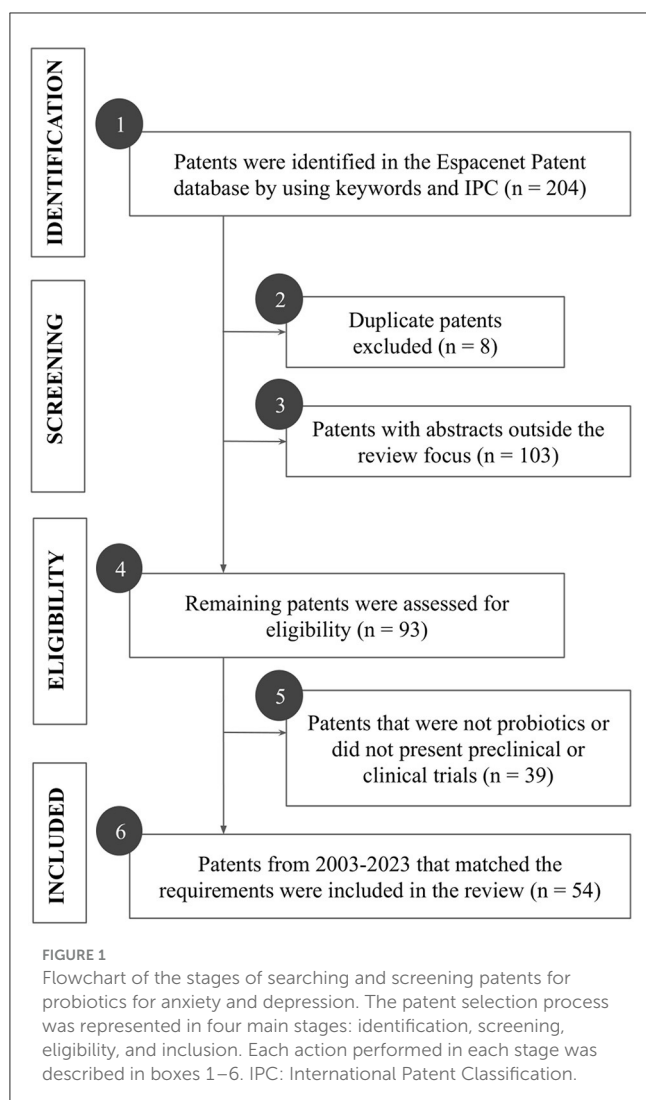 IDENTIFICATION
1
Patents were identified in the Espacenet Patent
database by using keywords and IPC (n = 204)
SCREENING
2
Duplicate patents
excluded (n = 8)
3
Patents with abstracts outside the
review focus (n = 103)
ELIGIBILITY
4
Remaining patents were assessed for
eligibility (n = 93)
5
Patents that were not probiotics or
did not present preclinical or
clinical trials (n = 39)
INCLUDED
6
Patents from 2003-2023 that matched the
requirements were included in the review (n = 54)
FIGURE 1
Flowchart of the stages of searching and screening patents for
probiotics for anxiety and depression. The patent selection process
was represented in four main stages: identification, screening,
eligibility, and inclusion. Each action performed in each stage was
described in boxes 1–6. IPC: International Patent Classification.